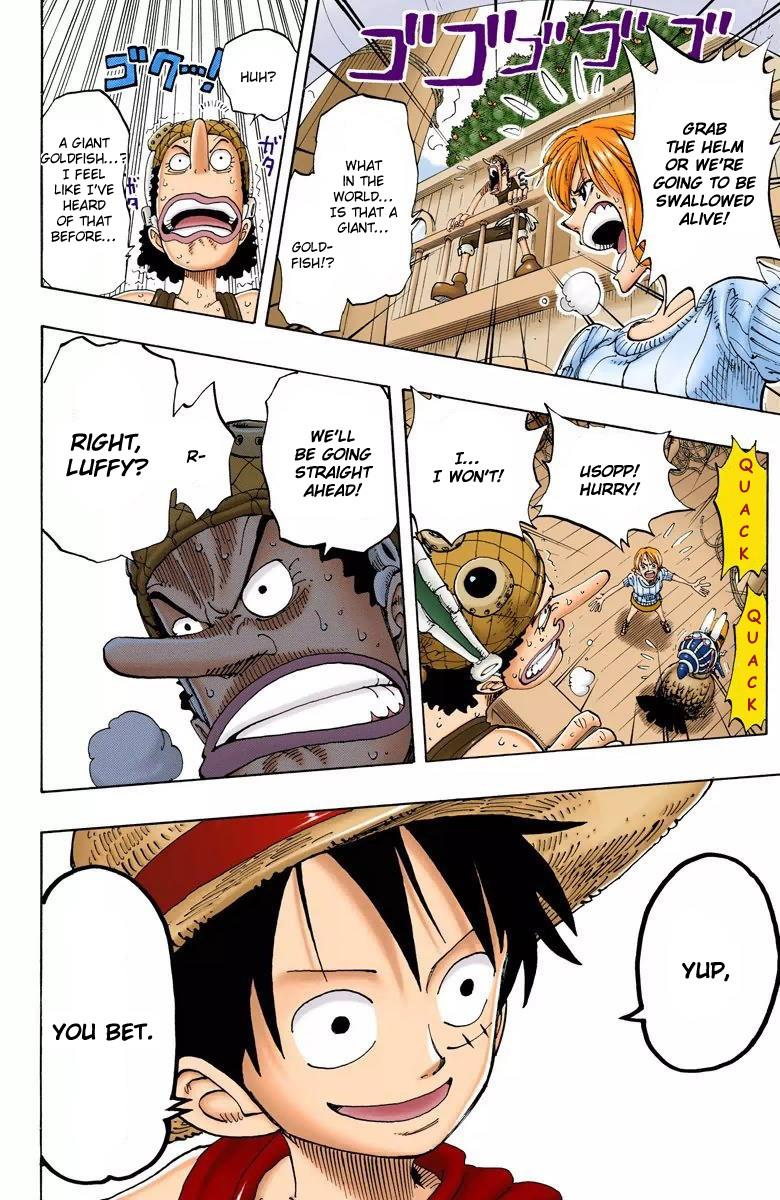 ゴゴゴゴゴ
GRAB
THE HELM
OR WE'RE
GOING TO BE
SWALLOWED
ALIVE!
WHAT
IN THE
WORLD...
IS THAT A
GIANT...
GOLD-
FISH!?
HUH?
ゴク…!
ガタ
ガタ
A GIANT
GOLDFISH...?
I FEEL
LIKE I'VE
HEARD
OF THAT
BEFORE...
QUACK
QUACK
USOPP!
HURRY!
I...
I WON'T!
WE'LL
BE GOING
STRAIGHT
AHEAD!
R-
RIGHT,
LUFFY?
YUP,
YOU BET.